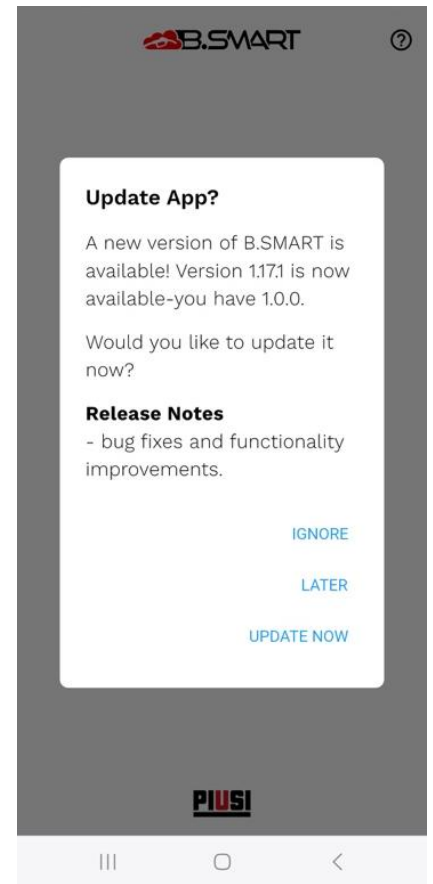 B.SMART
Update App?
A new version of B.SMART is
available! Version 1.17.1 is now
available-you have 1.0.0.
Would you like to update it
now?
Release Notes
- bug fixes and functionality
improvements.
IGNORE
LATER
UPDATE NOW
PIUSI